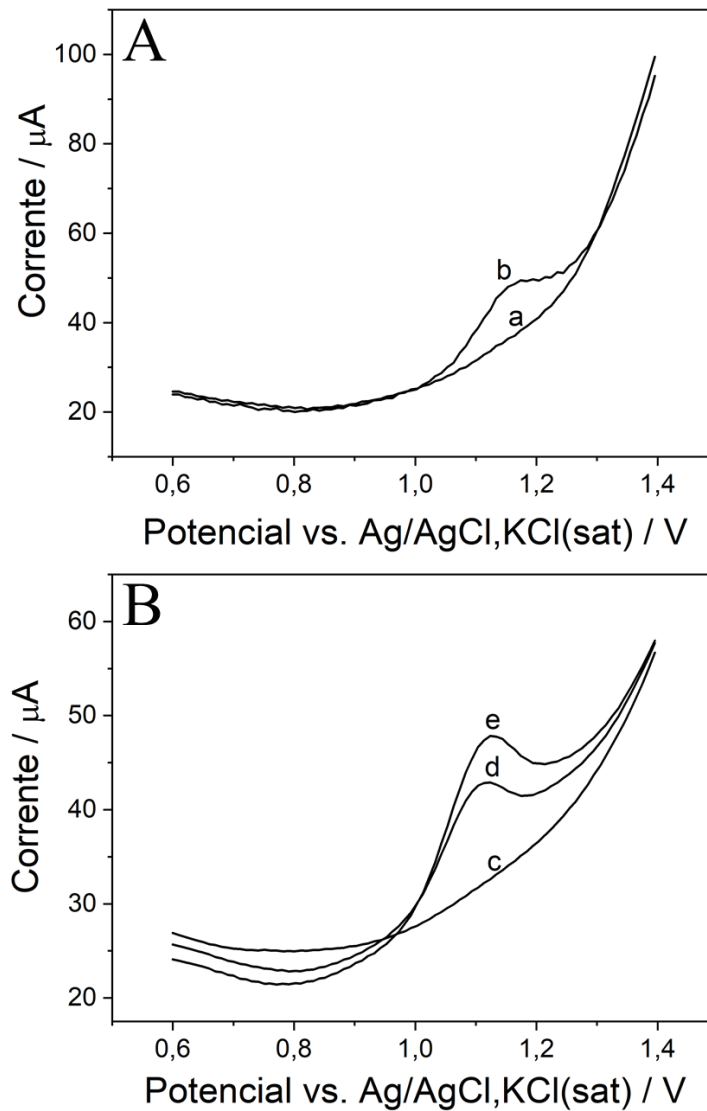 A
100
80
60
40
20
Corrente / μA
b
a
0,6 0,8 1,0 1,2 1,4
Potencial vs. Ag/AgCl,KCl(sat) / V
B
60
50
40
30
20
Corrente / μA
e
d
c
0,6 0,8 1,0 1,2 1,4
Potencial vs. Ag/AgCl,KCl(sat) / V